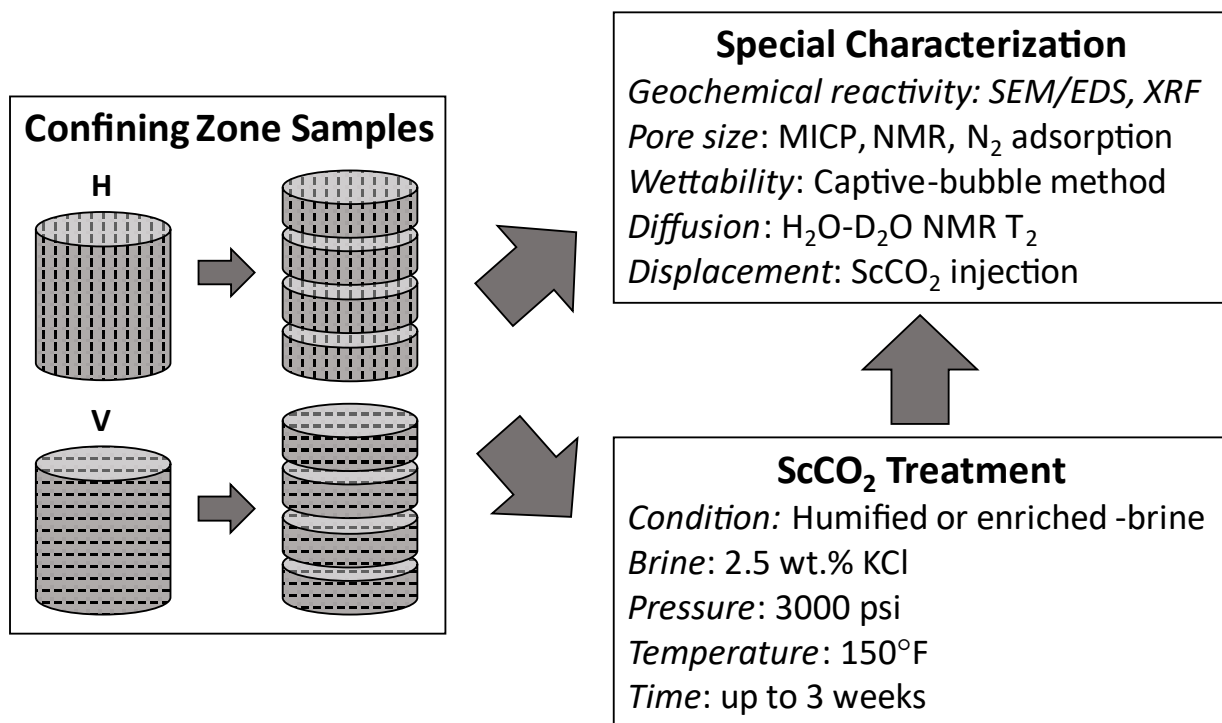 Confining Zone Samples
H
V
Special Characterization
Geochemical reactivity: SEM/EDS, XRF
Pore size: MICP, NMR, N₂ adsorption
Wettability: Captive-bubble method
Diffusion: H₂O-D₂O NMR T₂
Displacement: ScCO₂ injection
ScCO₂ Treatment
Condition: Humified or enriched -brine
Brine: 2.5 wt.% KCl
Pressure: 3000 psi
Temperature: 150°F
Time: up to 3 weeks